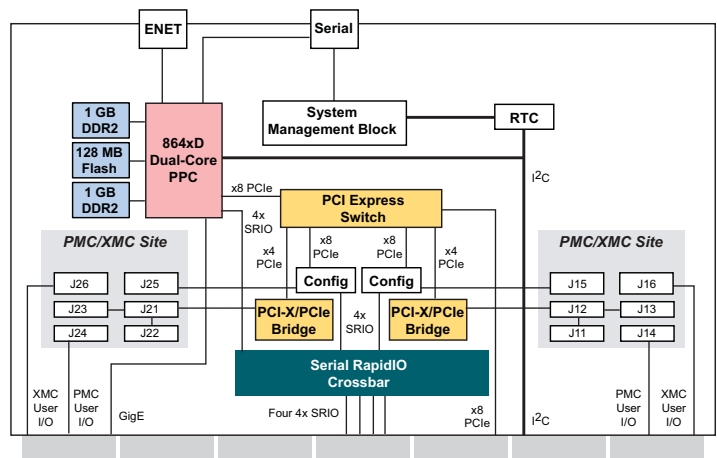 ENET
Serial
1 GB
DDR2
128 MB
Flash
1 GB
DDR2
864xD
Dual-Core
PPC
System
Management Block
RTC
I²C
x8 PCIe
PCI Express
Switch
4x
SRIO
x4
PCIe
x8
PCIe
x8
PCIe
x4
PCIe
PMC/XMC Site
J26
J25
J23
J21
J24
J22
Config
Config
PCI-X/PCIe
Bridge
4x
SRIO
PCI-X/PCIe
Bridge
PMC/XMC Site
J15
J16
J12
J13
J11
J14
Serial RapidIO
Crossbar
XMC
User
I/O
PMC
User
I/O
GigE
Four 4x SRIO
x8
PCIe
I²C
PMC
User
I/O
XMC
User
I/O